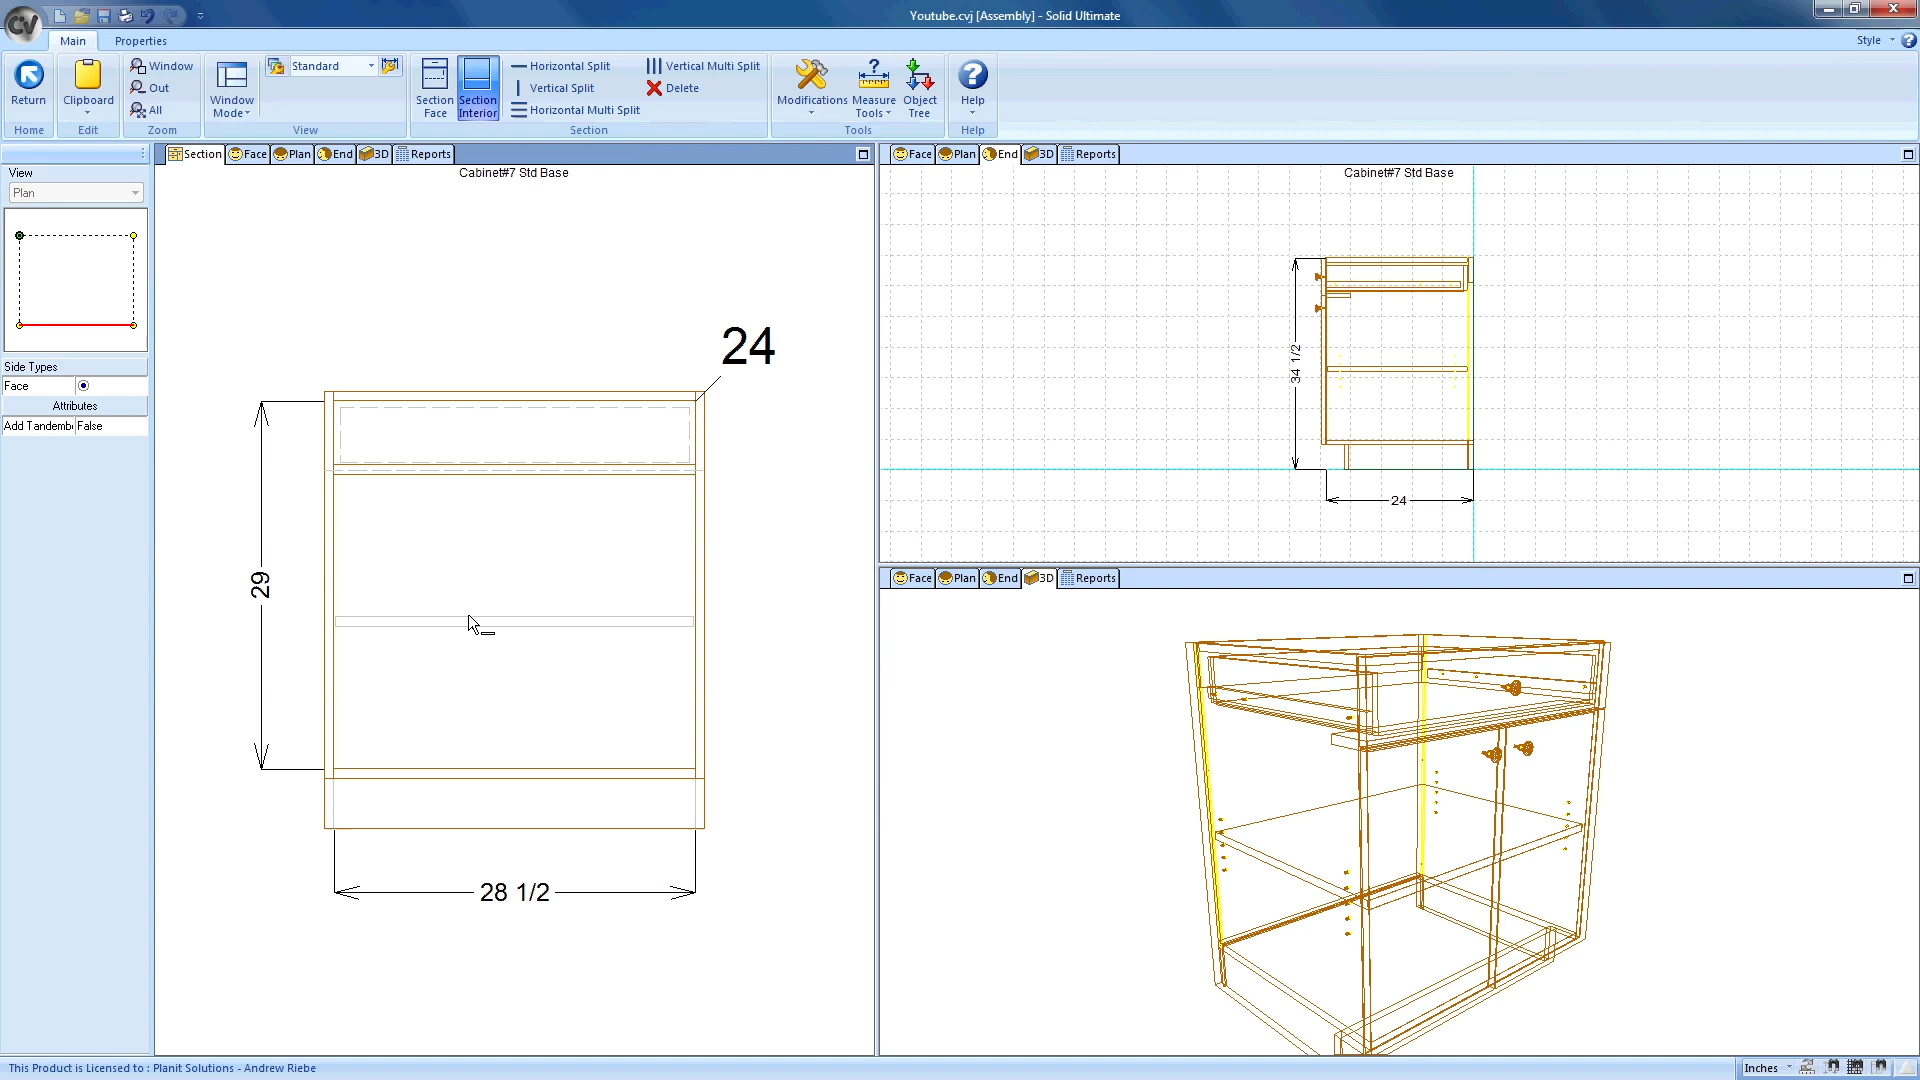 CV
Youtube.cvj [Assembly] - Solid Ultimate
Main
Properties
Style
Return
Home
Clipboard
Edit
Window
Out
All
Zoom
Window
Mode
Standard
View
Section
Face
Section
Interior
Horizontal Split
Vertical Split
Horizontal Multi Split
Vertical Multi Split
Delete
Section
Modifications
Measure
Tools
Object
Tree
Tools
Help
Help
View
Plan
Side Types
Face
Attributes
Add Tandemb
False
Section Face Plan End 3D Reports
Cabinet#7 Std Base
24
29
28 1/2
Face Plan End 3D Reports
Cabinet#7 Std Base
34 1/2
24
Face Plan End 3D Reports
This Product is Licensed to : Planit Solutions - Andrew Riebe
Inches